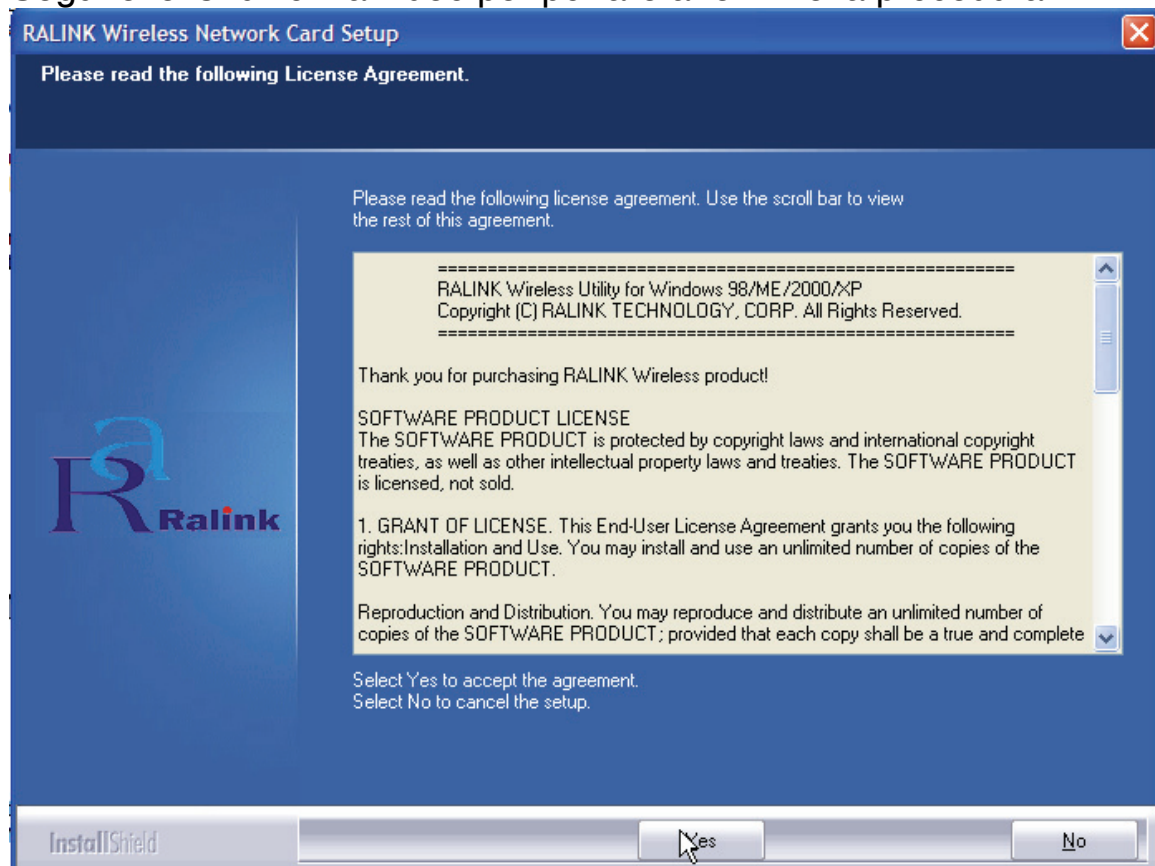 RALINK Wireless Network Card Setup
Please read the following License Agreement.
Please read the following license agreement. Use the scroll bar to view
the rest of this agreement.
=========================================================
RALINK Wireless Utility for Windows 98/ME/2000/XP
Copyright (C) RALINK TECHNOLOGY, CORP. All Rights Reserved.
=========================================================
Thank you for purchasing RALINK Wireless product!
SOFTWARE PRODUCT LICENSE
The SOFTWARE PRODUCT is protected by copyright laws and international copyright
treaties, as well as other intellectual property laws and treaties. The SOFTWARE PRODUCT
is licensed, not sold.
1. GRANT OF LICENSE. This End-User License Agreement grants you the following
rights:Installation and Use. You may install and use an unlimited number of copies of the
SOFTWARE PRODUCT.
Reproduction and Distribution. You may reproduce and distribute an unlimited number of
copies of the SOFTWARE PRODUCT; provided that each copy shall be a true and complete
Ra
Ralink
Select Yes to accept the agreement.
Select No to cancel the setup.
InstallShield
Yes
No